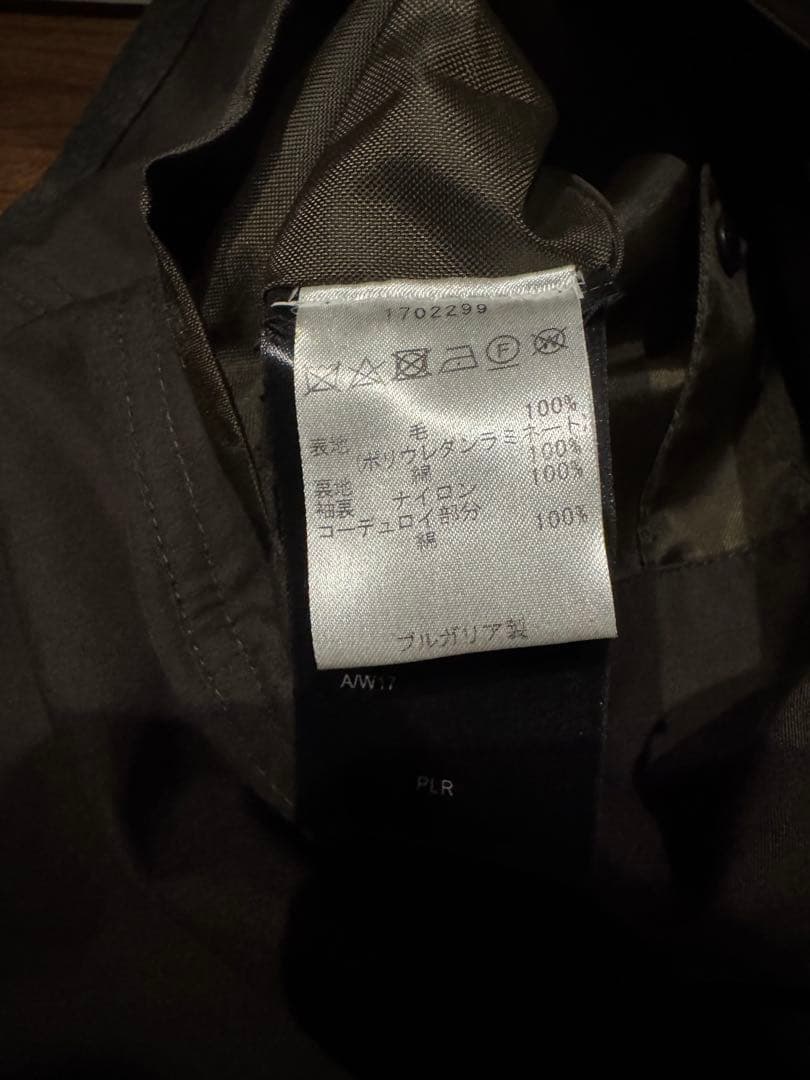 1702299
F W
表地 毛 100%
(ポリウレタンラミネート)
裏地 綿 100%
袖裏 ナイロン 100%
コーデュロイ部分
綿 100%
ブルガリア製
A/W17
PLR